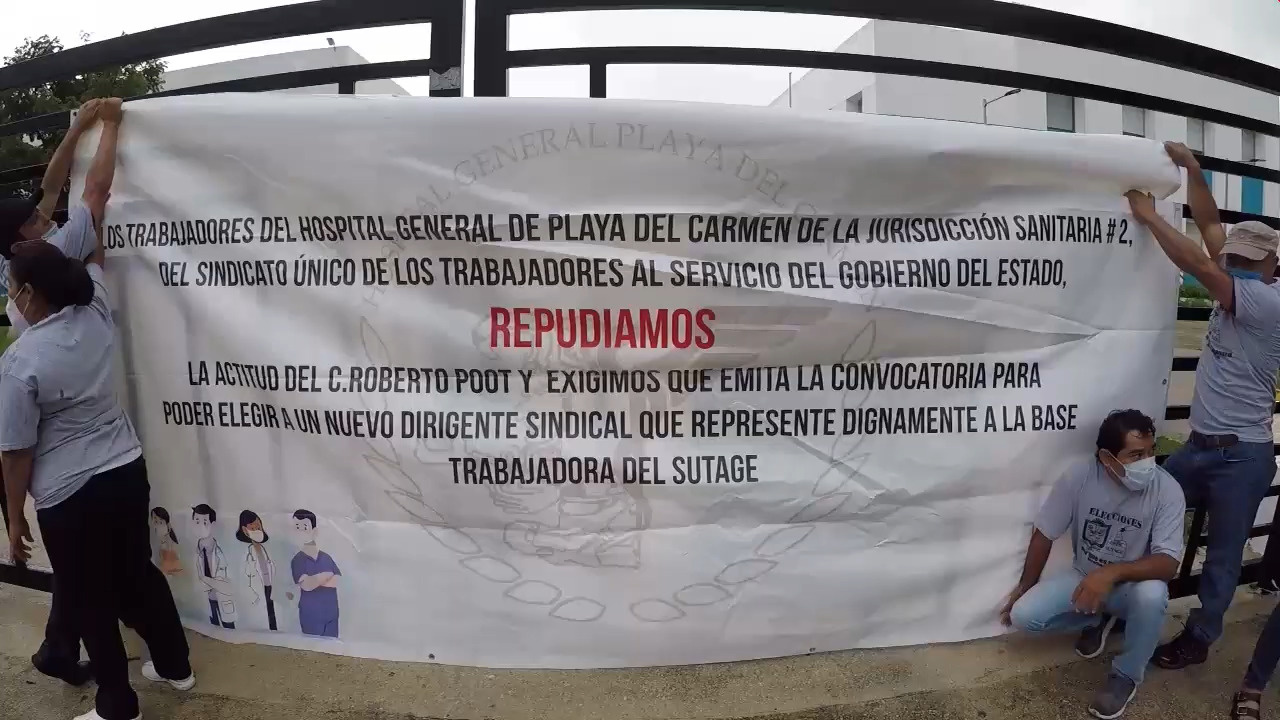 HOSPITAL GENERAL PLAYA DEL
LOS TRABAJADORES DEL HOSPITAL GENERAL DE PLAYA DEL CARMEN DE LA JURISDICCIÓN SANITARIA #2,
DEL SINDICATO ÚNICO DE LOS TRABAJADORES AL SERVICIO DEL GOBIERNO DEL ESTADO,
REPUDIAMOS
LA ACTITUD DEL C.ROBERTO POOT Y EXIGIMOS QUE EMITA LA CONVOCATORIA PARA
PODER ELEGIR A UN NUEVO DIRIGENTE SINDICAL QUE REPRESENTE DIGNAMENTE A LA BASE
TRABAJADORA DEL SUTAGE
ELECCIONES